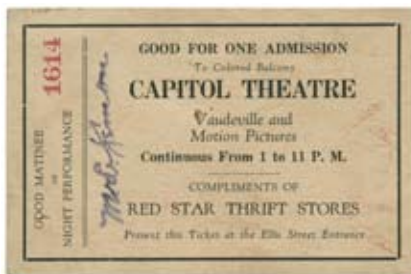 1614
GOOD MATINEE
OR
NIGHT PERFORMANCE
GOOD FOR ONE ADMISSION
To Colored Balcony
CAPITOL THEATRE
Vaudeville and
Motion Pictures
Continuous From 1 to 11 P. M.
COMPLIMENTS OF
RED STAR THRIFT STORES
Present this Ticket at the Ellis Street Entrance